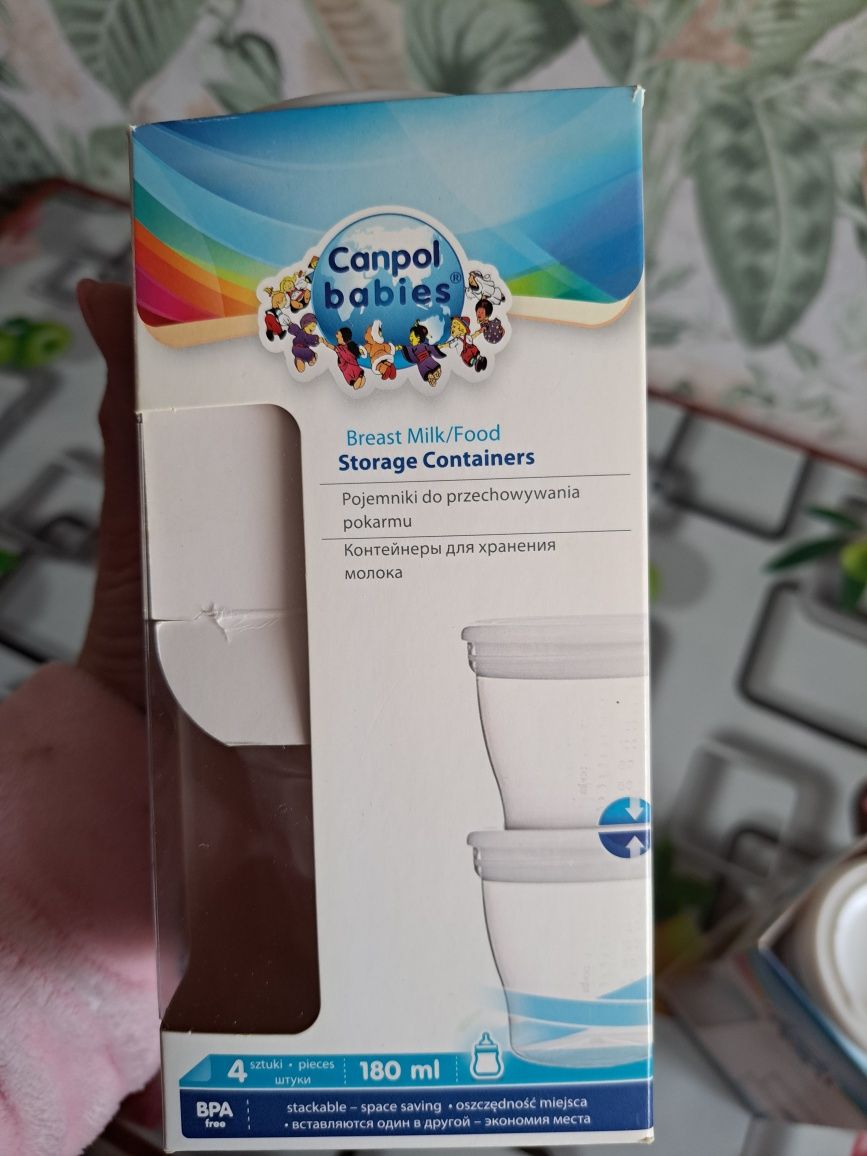 Canpol
babies®
Breast Milk/Food
Storage Containers
Pojemniki do przechowywania
pokarmu
Контейнеры для хранения
молока
4 sztuki • pieces
штуки
180 ml
BPA
free
stackable – space saving • oszczędność miejsca
• вставляются один в другой – экономия места